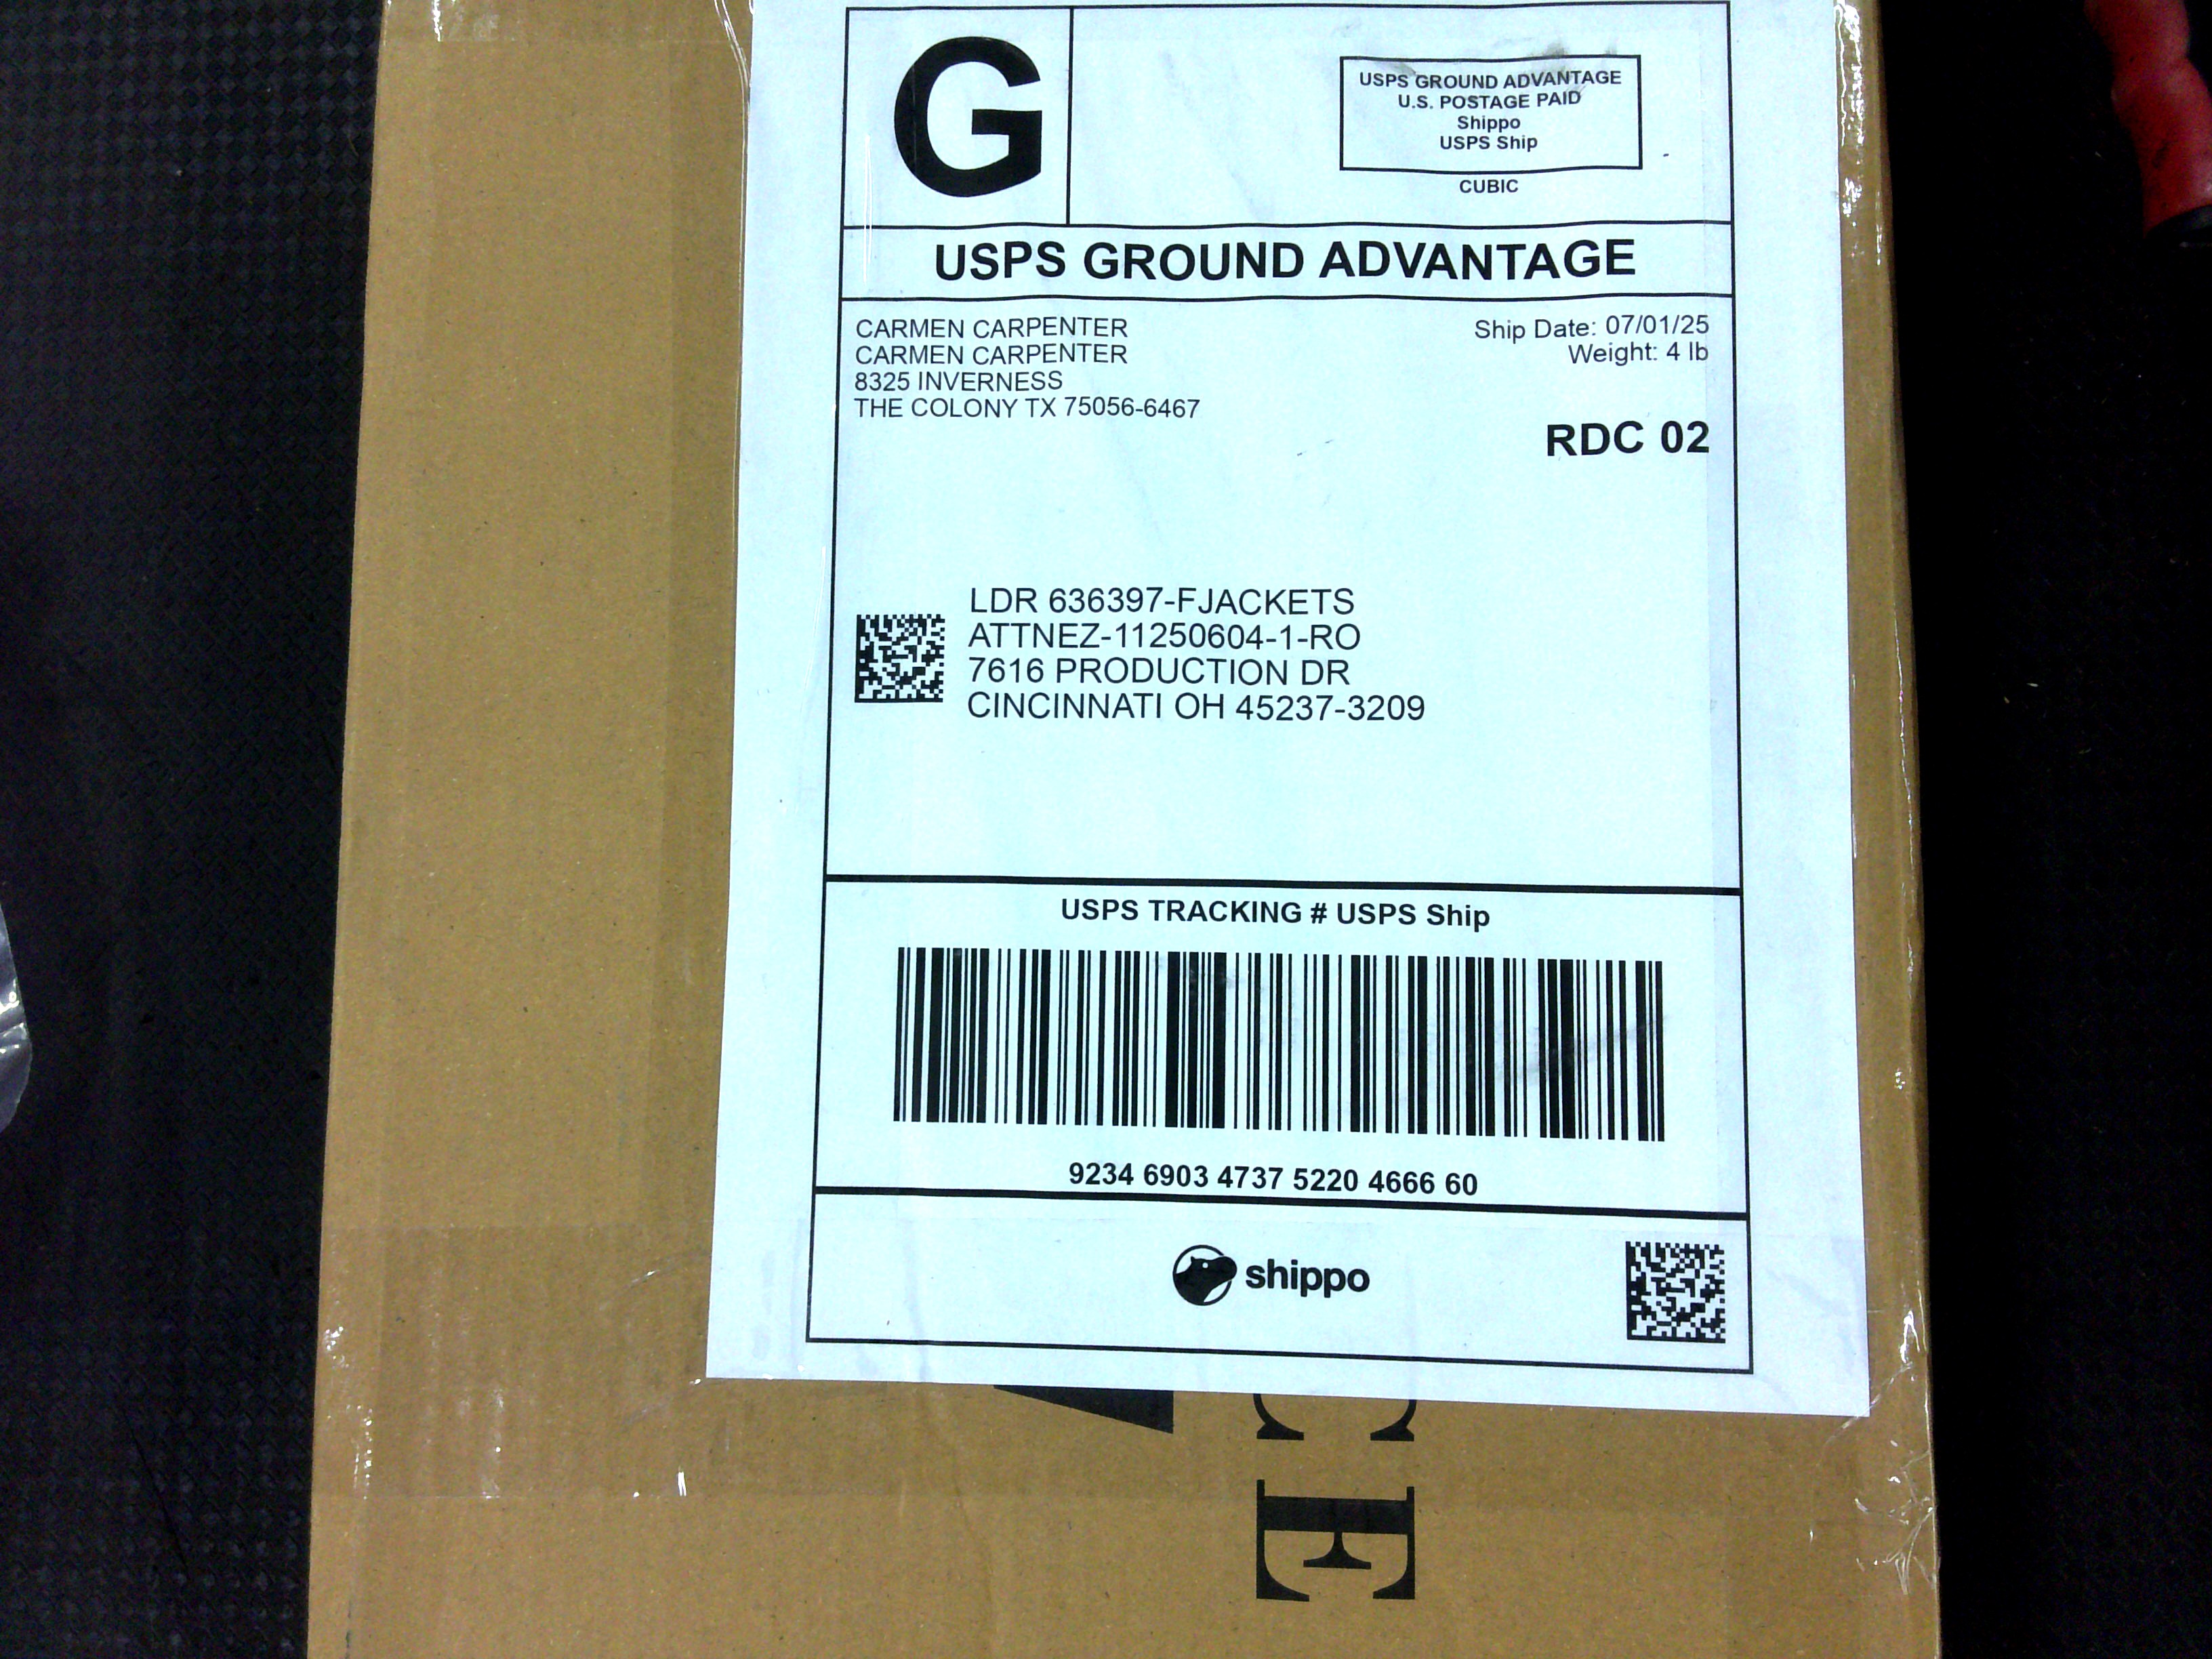 G
USPS GROUND ADVANTAGE
U.S. POSTAGE PAID
Shippo
USPS Ship
CUBIC
USPS GROUND ADVANTAGE
CARMEN CARPENTER
CARMEN CARPENTER
8325 INVERNESS
THE COLONY TX 75056-6467
Ship Date: 07/01/25
Weight: 4 lb
RDC 02
LDR 636397-FJACKETS
ATTNEZ-11250604-1-RO
7616 PRODUCTION DR
CINCINNATI OH 45237-3209
USPS TRACKING # USPS Ship
9234 6903 4737 5220 4666 60
shippo
CE